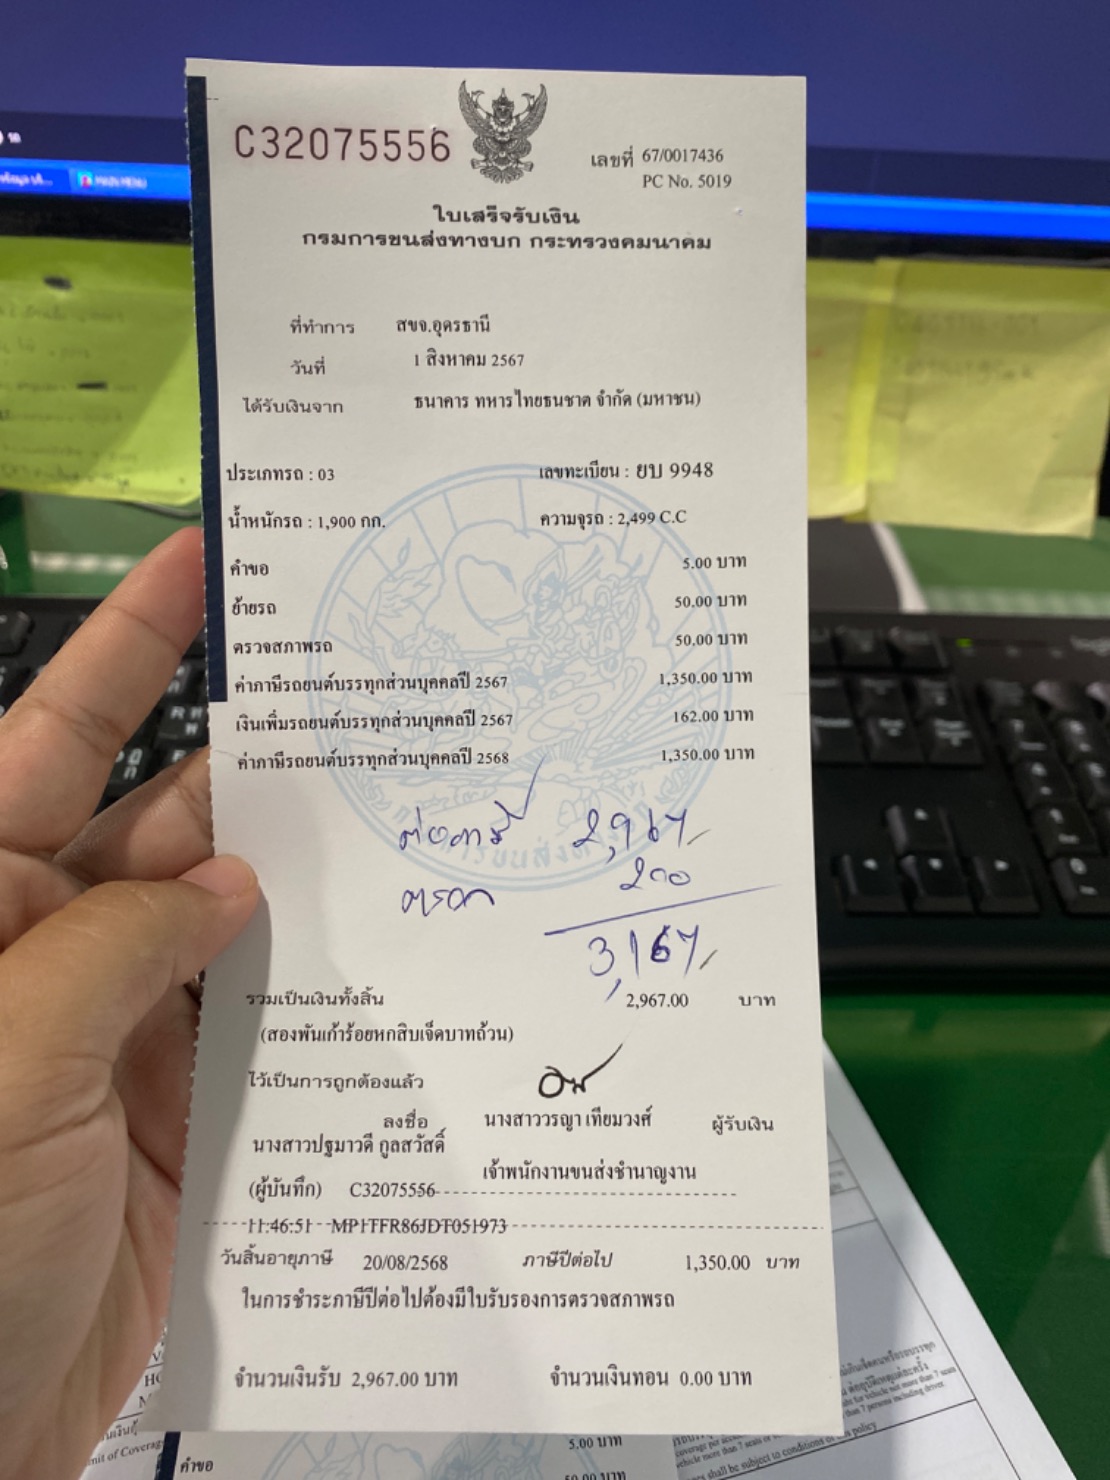 MAIN MENU
C32075556
เลขที่ 67/0017436
PC No. 5019
ใบเสร็จรับเงิน
กรมการขนส่งทางบก กระทรวงคมนาคม
ที่ทำการ สขจ.อุดรธานี
วันที่ 1 สิงหาคม 2567
ได้รับเงินจาก ธนาคาร ทหารไทยธนชาต จำกัด (มหาชน)
ประเภทรถ : 03 เลขทะเบียน : ยบ 9948
น้ำหนักรถ : 1,900 กก. ความจุรถ : 2,499 C.C
คำขอ 5.00 บาท
ย้ายรถ 50.00 บาท
ตรวจสภาพรถ 50.00 บาท
ค่าภาษีรถยนต์บรรทุกส่วนบุคคลปี 2567 1,350.00 บาท
เงินเพิ่มรถยนต์บรรทุกส่วนบุคคลปี 2567 162.00 บาท
ค่าภาษีรถยนต์บรรทุกส่วนบุคคลปี 2568 1,350.00 บาท
ต่อภาษี 2,967
ตรวจ 200
3,167
รวมเป็นเงินทั้งสิ้น 2,967.00 บาท
(สองพันเก้าร้อยหกสิบเจ็ดบาทถ้วน)
ไว้เป็นการถูกต้องแล้ว
ลงชื่อ นางสาววรญา เทียมวงศ์ ผู้รับเงิน
นางสาวปฐมาวดี กูลสวัสดิ์
เจ้าพนักงานขนส่งชำนาญงาน
(ผู้บันทึก) C32075556
11:46:51 MP1TFR86JDT051973
วันสิ้นอายุภาษี 20/08/2568 ภาษีปีต่อไป 1,350.00 บาท
ในการชำระภาษีปีต่อไปต้องมีใบรับรองการตรวจสภาพรถ
จำนวนเงินรับ 2,967.00 บาท จำนวนเงินทอน 0.00 บาท
5.00 บาท
คำขอ